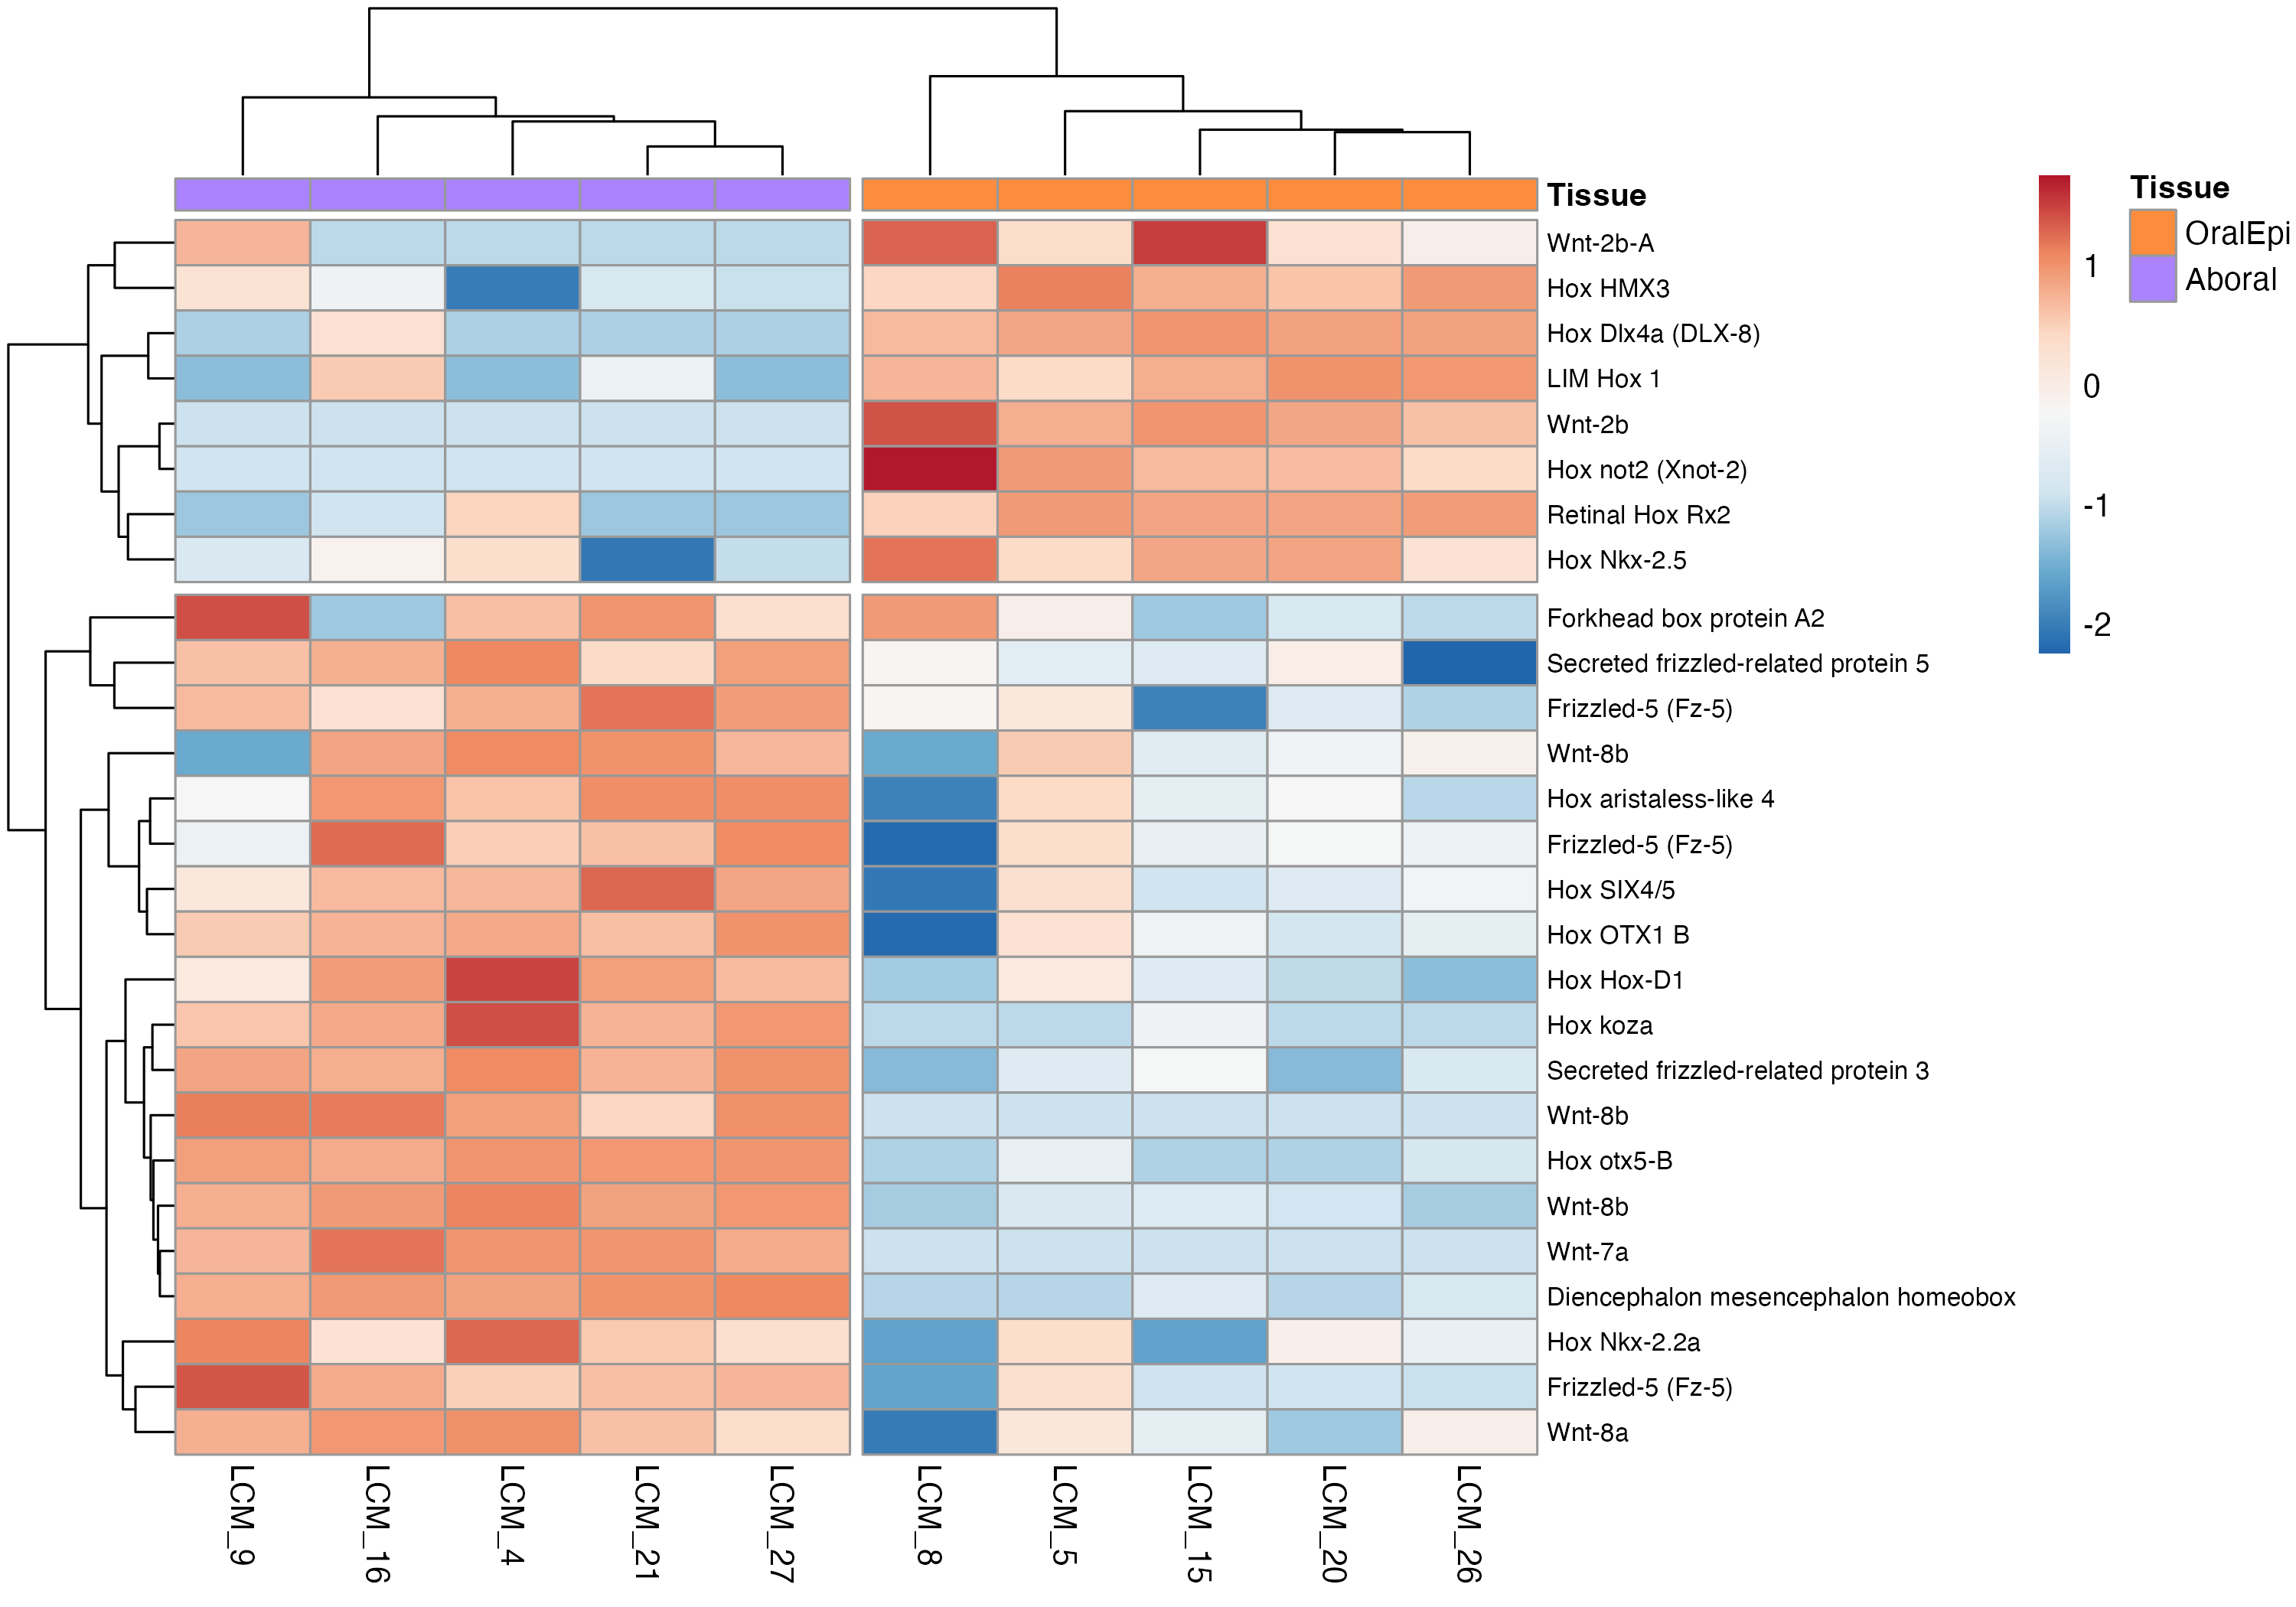 Tissue
Wnt-2b-A
Hox HMX3
Hox Dlx4a (DLX-8)
LIM Hox 1
Wnt-2b
Hox not2 (Xnot-2)
Retinal Hox Rx2
Hox Nkx-2.5
Forkhead box protein A2
Secreted frizzled-related protein 5
Frizzled-5 (Fz-5)
Wnt-8b
Hox aristaless-like 4
Frizzled-5 (Fz-5)
Hox SIX4/5
Hox OTX1 B
Hox Hox-D1
Hox koza
Secreted frizzled-related protein 3
Wnt-8b
Hox otx5-B
Wnt-8b
Wnt-7a
Diencephalon mesencephalon homeobox
Hox Nkx-2.2a
Frizzled-5 (Fz-5)
Wnt-8a
LCM_9
LCM_16
LCM_4
LCM_21
LCM_27
LCM_8
LCM_5
LCM_15
LCM_20
LCM_26
1
0
-1
-2
Tissue
OralEpi
Aboral